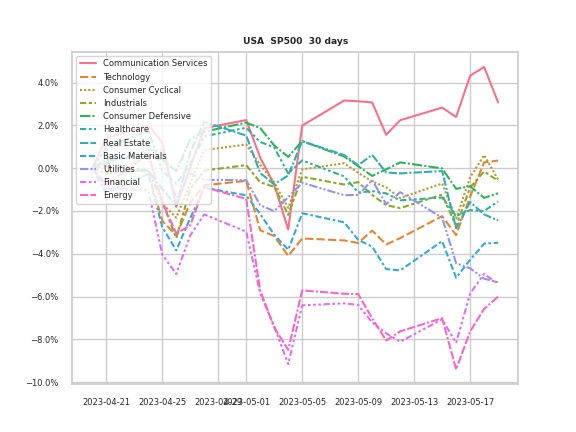 USA SP500 30 days
Communication Services
Technology
Consumer Cyclical
Industrials
Consumer Defensive
Healthcare
Real Estate
Basic Materials
Utilities
Financial
Energy
4.0%
2.0%
0.0%
−2.0%
−4.0%
−6.0%
−8.0%
−10.0%
2023-04-21 2023-04-25 2023-04-29 2023-05-01 2023-05-05 2023-05-09 2023-05-13 2023-05-17